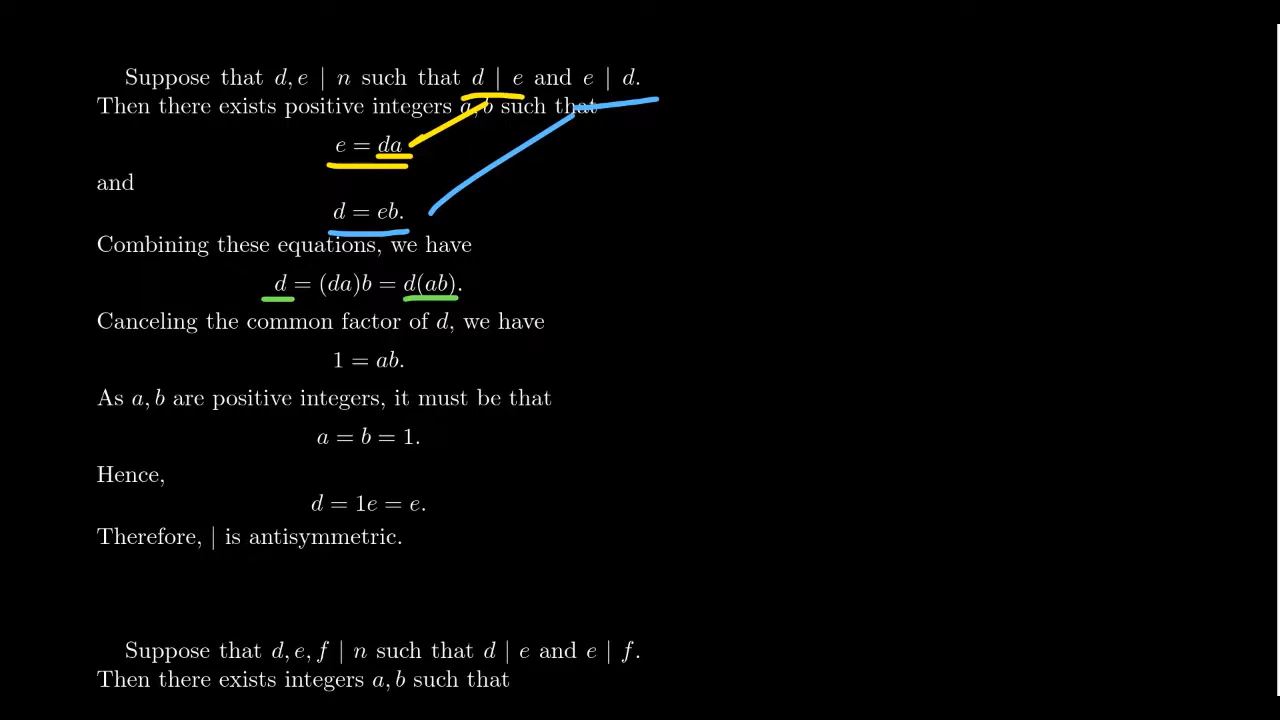 Suppose that d, e | n such that d | e and e | d.
Then there exists positive integers a, b such that
e = da
and
d = eb.
Combining these equations, we have
d = (da)b = d(ab).
Canceling the common factor of d, we have
1 = ab.
As a, b are positive integers, it must be that
a = b = 1.
Hence,
d = 1e = e.
Therefore, | is antisymmetric.
Suppose that d, e, f | n such that d | e and e | f.
Then there exists integers a, b such that